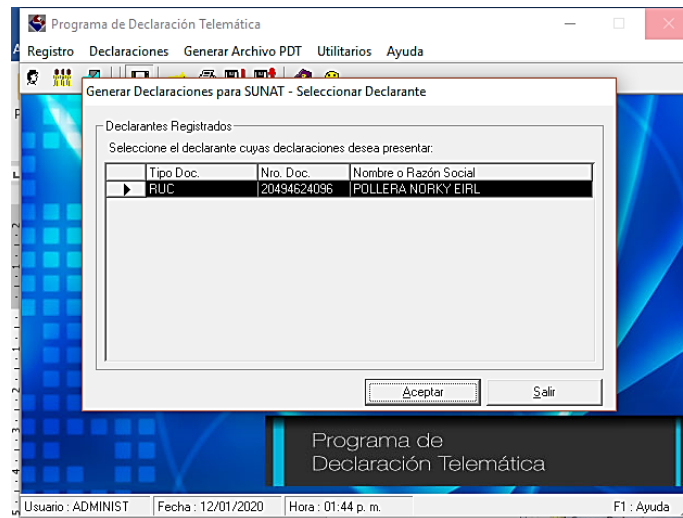 Programa de Declaración Telemática
Registro Declaraciones Generar Archivo PDT Utilitarios Ayuda
Generar Declaraciones para SUNAT - Seleccionar Declarante
Declarantes Registrados
Seleccione el declarante cuyas declaraciones desea presentar:
Tipo Doc. Nro. Doc. Nombre o Razón Social
RUC 20494624096 POLLERA NORKY EIRL
Aceptar Salir
Programa de
Declaración Telemática
Usuario : ADMINIST Fecha : 12/01/2020 Hora : 01:44 p. m. F1 : Ayuda